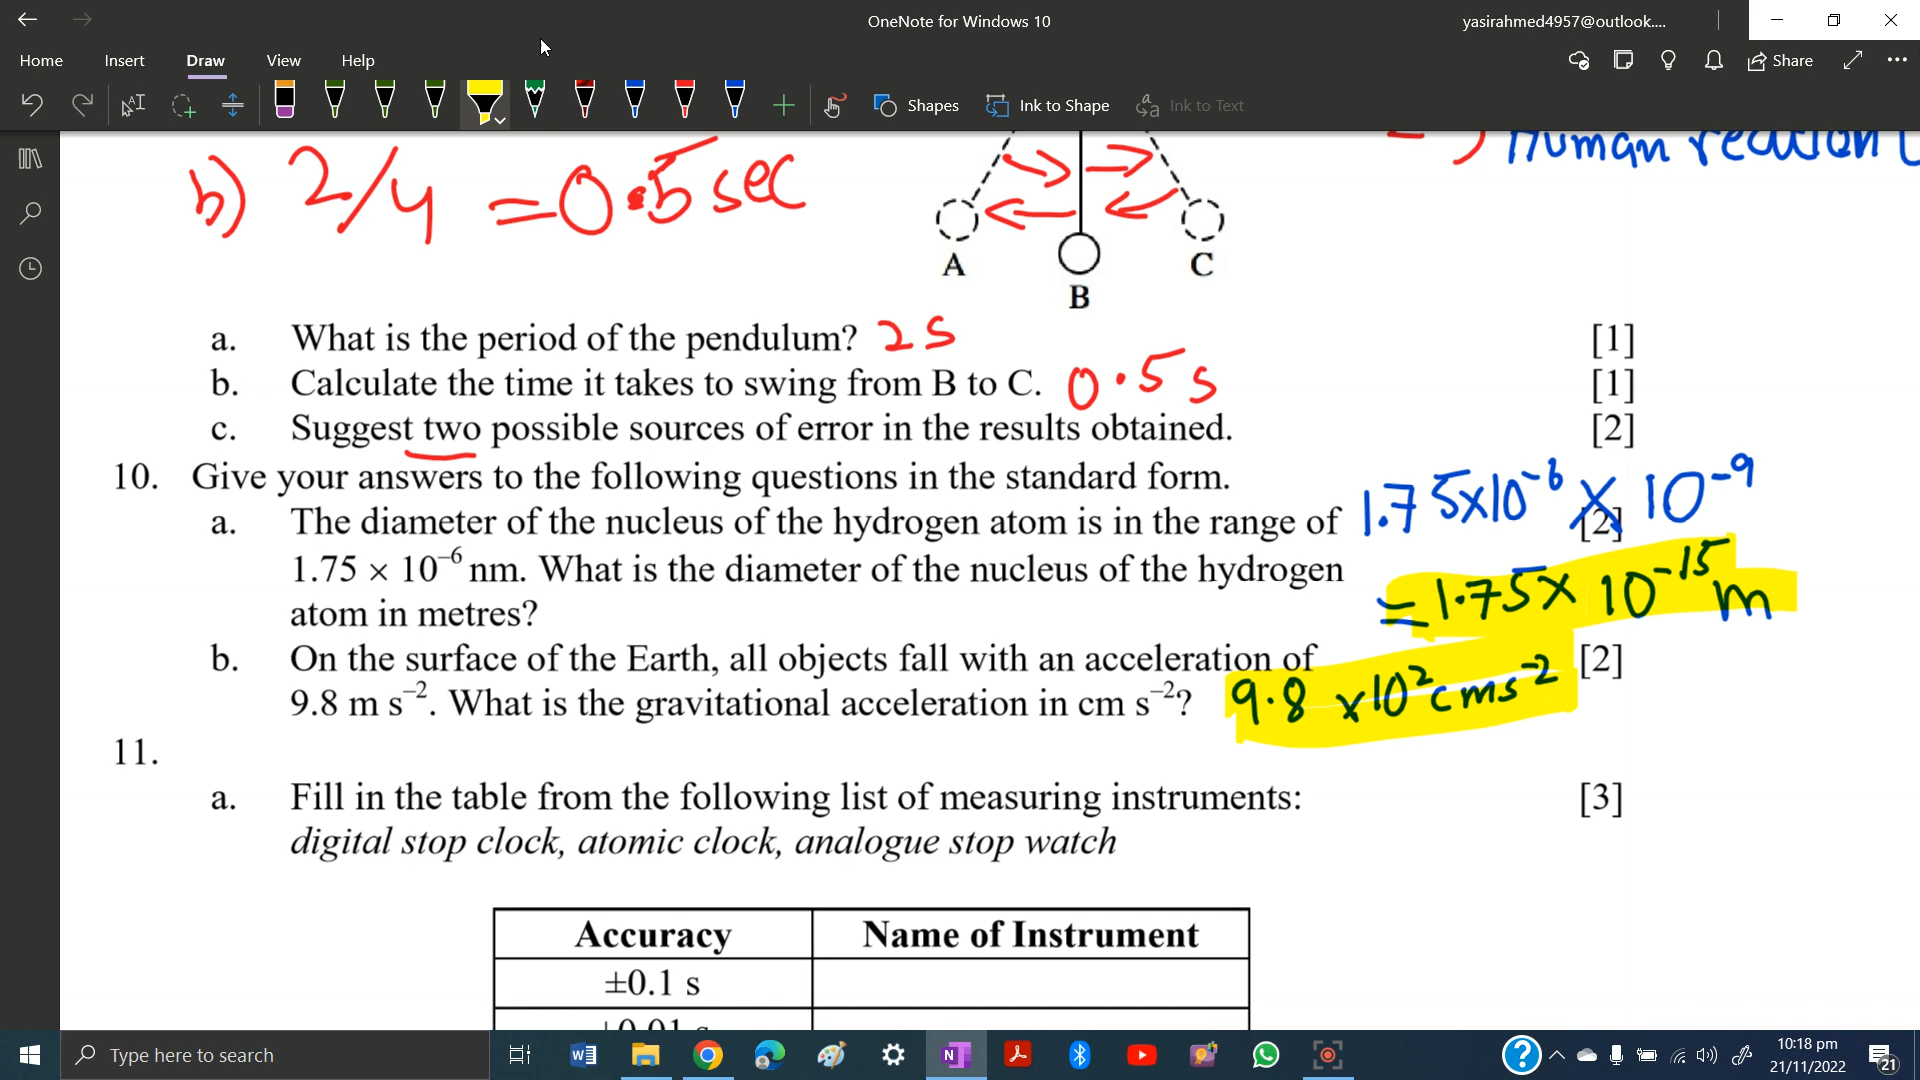 OneNote for Windows 10
yasirahmed4957@outlook....
Home Insert Draw View Help
Share
Shapes
Ink to Shape
Ink to Text
Human reaction
b) 2/4 = 0.5 sec
A
C
B
a. What is the period of the pendulum? 2 s [1]
b. Calculate the time it takes to swing from B to C. 0.5 s [1]
c. Suggest two possible sources of error in the results obtained. [2]
10. Give your answers to the following questions in the standard form.
1.75×10⁻⁶ × 10⁻⁹
a. The diameter of the nucleus of the hydrogen atom is in the range of [2]
1.75 × 10⁻⁶ nm. What is the diameter of the nucleus of the hydrogen
= 1.75 × 10⁻¹⁵ m
atom in metres?
b. On the surface of the Earth, all objects fall with an acceleration of [2]
9.8 m s⁻². What is the gravitational acceleration in cm s⁻²? 9.8 ×10² cms⁻²
11.
a. Fill in the table from the following list of measuring instruments: [3]
digital stop clock, atomic clock, analogue stop watch
Accuracy Name of Instrument
±0.1 s
Type here to search
10:18 pm
21/11/2022
21